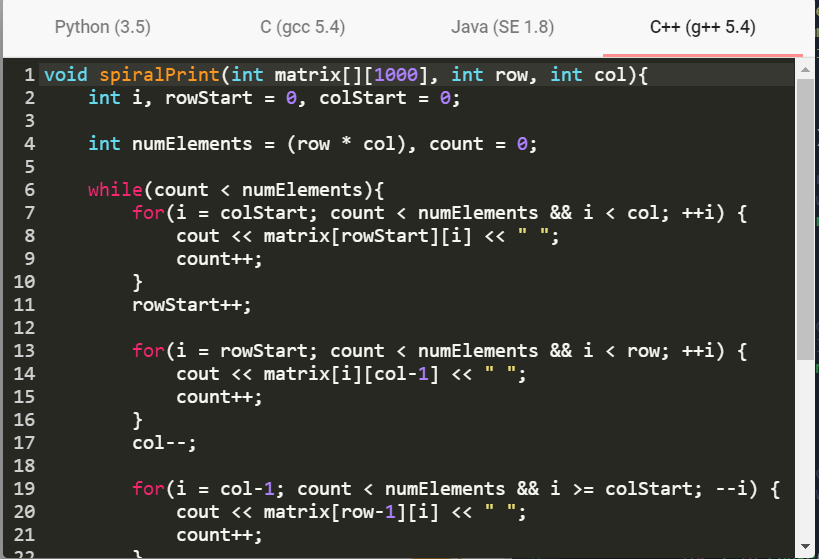 Python (3.5) C (gcc 5.4) Java (SE 1.8) C++ (g++ 5.4)
1 void spiralPrint(int matrix[][1000], int row, int col){
2     int i, rowStart = 0, colStart = 0;
3
4     int numElements = (row * col), count = 0;
5
6     while(count < numElements){
7         for(i = colStart; count < numElements && i < col; ++i) {
8             cout << matrix[rowStart][i] << " ";
9             count++;
10         }
11         rowStart++;
12
13         for(i = rowStart; count < numElements && i < row; ++i) {
14             cout << matrix[i][col-1] << " ";
15             count++;
16         }
17         col--;
18
19         for(i = col-1; count < numElements && i >= colStart; --i) {
20             cout << matrix[row-1][i] << " ";
21             count++;
22         }